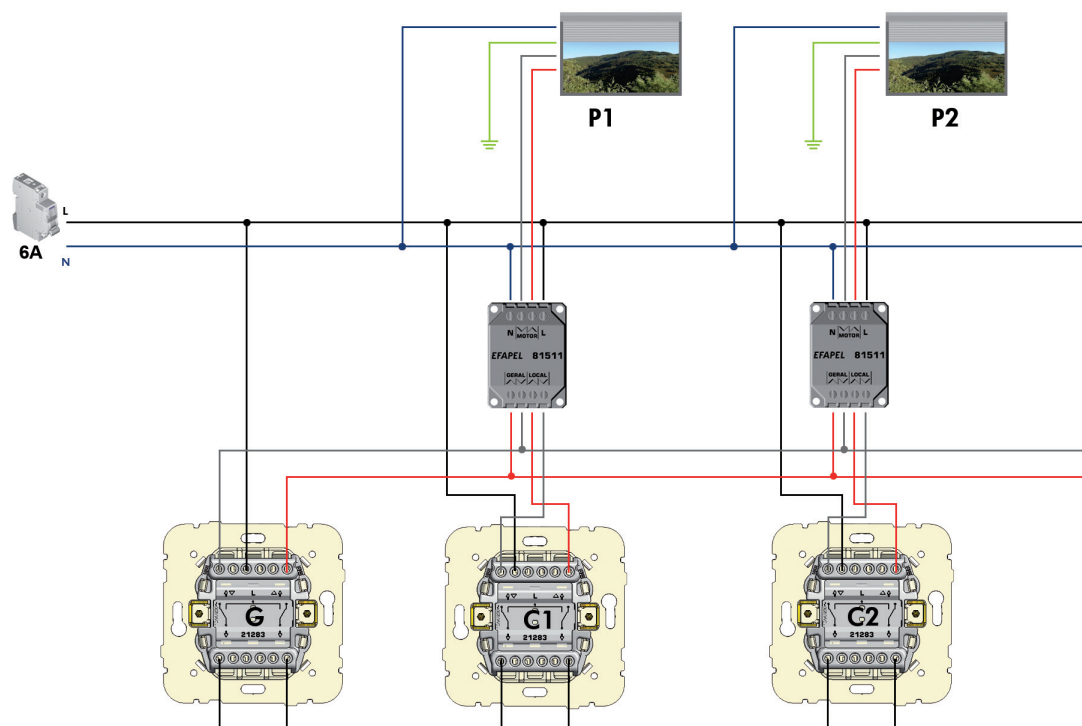 P1
P2
L
6A
N
N MOTOR L
EFAPEL 81511
GERAL LOCAL
N MOTOR L
EFAPEL 81511
GERAL LOCAL
L
G
21283
L
C1
21283
L
C2
21283